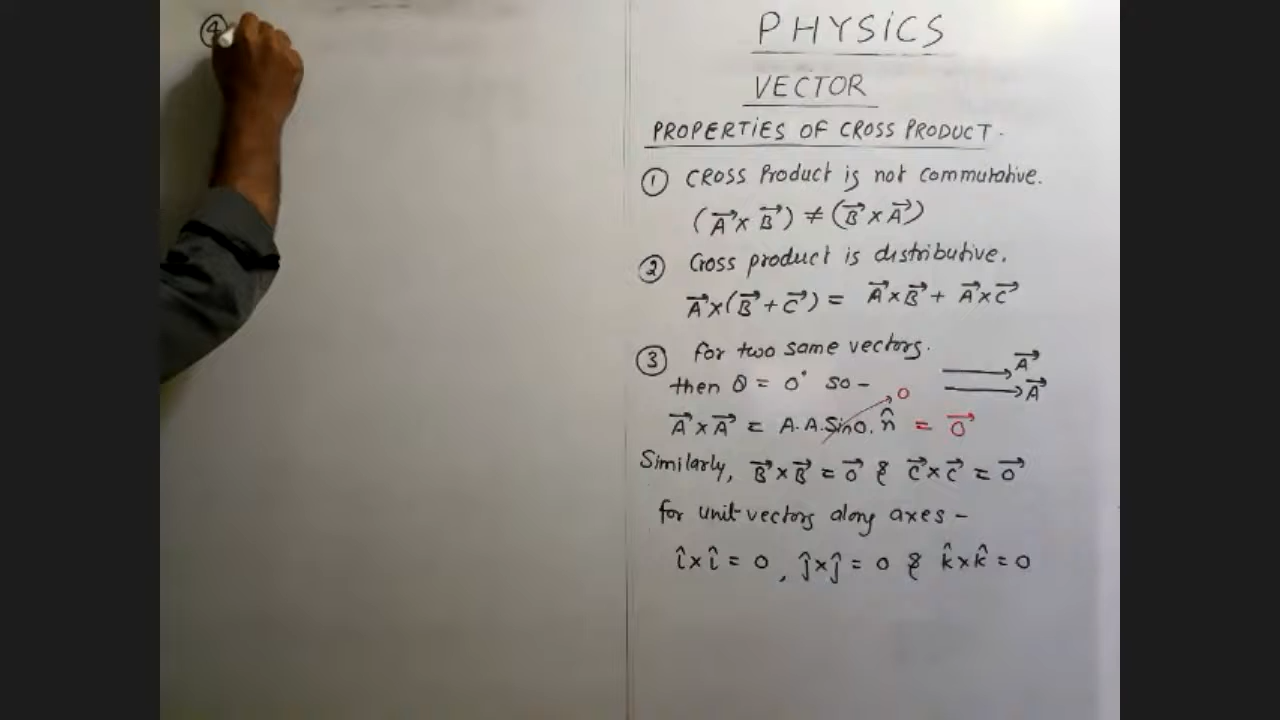 PHYSICS
VECTOR
PROPERTIES OF CROSS PRODUCT.
① CROSS Product is not commutative.
(A⃗ × B⃗) ≠ (B⃗ × A⃗)
② Cross product is distributive.
A⃗ × (B⃗ + C⃗) = A⃗ × B⃗ + A⃗ × C⃗
③ for two same vectors.
A⃗
then θ = 0° so -
A⃗
0
A⃗ × A⃗ = A.A.Sin0. n̂ = 0⃗
Similarly, B⃗ × B⃗ = 0⃗ & C⃗ × C⃗ = 0⃗
for unit vectors along axes -
î × î = 0, ĵ × ĵ = 0 & k̂ × k̂ = 0
④